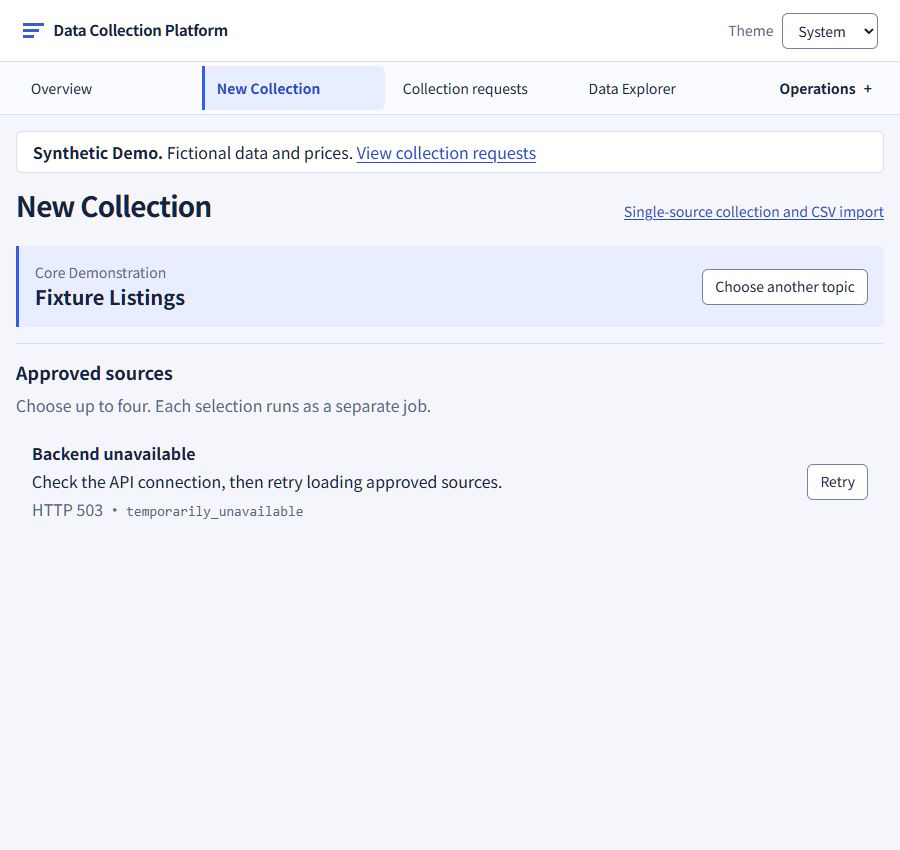 Data Collection Platform
Theme System
Overview
New Collection
Collection requests
Data Explorer
Operations +
Synthetic Demo. Fictional data and prices. View collection requests
New Collection
Single-source collection and CSV import
Core Demonstration
Fixture Listings
Choose another topic
Approved sources
Choose up to four. Each selection runs as a separate job.
Backend unavailable
Check the API connection, then retry loading approved sources.
Retry
HTTP 503 • temporarily_unavailable